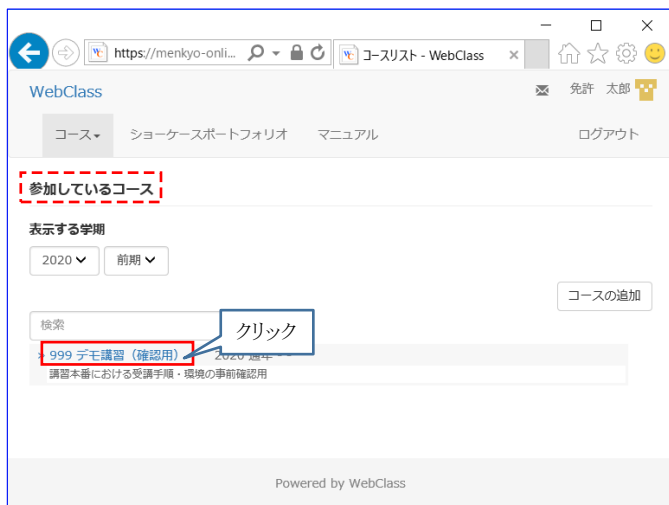 https://menkyo-onli...
コースリスト - WebClass
WebClass
免許 太郎
コース
ショーケースポートフォリオ
マニュアル
ログアウト
参加しているコース
表示する学期
2020
前期
コースの追加
検索
クリック
» 999 デモ講習（確認用）
2020 通年
講習本番における受講手順・環境の事前確認用
Powered by WebClass